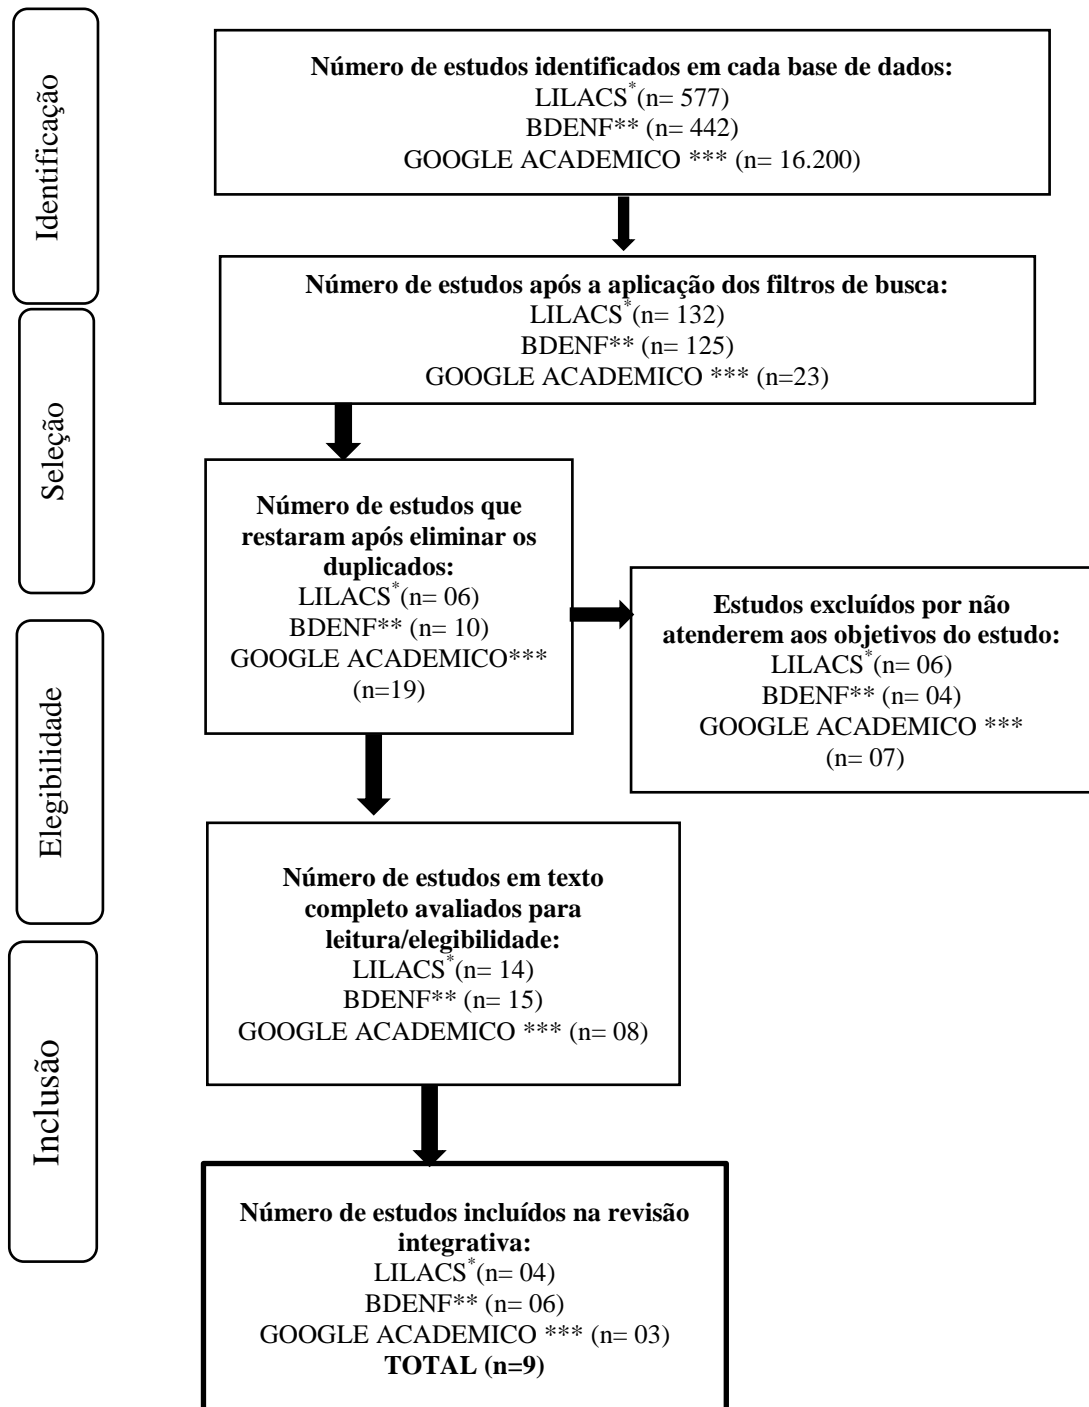 Identificação
Número de estudos identificados em cada base de dados:
LILACS*(n= 577)
BDENF** (n= 442)
GOOGLE ACADEMICO *** (n= 16.200)
Número de estudos após a aplicação dos filtros de busca:
LILACS*(n= 132)
BDENF** (n= 125)
GOOGLE ACADEMICO *** (n=23)
Seleção
Número de estudos que
restaram após eliminar os
duplicados:
LILACS*(n= 06)
BDENF** (n= 10)
GOOGLE ACADEMICO***
(n=19)
Estudos excluídos por não
atenderem aos objetivos do estudo:
LILACS*(n= 06)
BDENF** (n= 04)
GOOGLE ACADEMICO ***
(n= 07)
Elegibilidade
Número de estudos em texto
completo avaliados para
leitura/elegibilidade:
LILACS*(n= 14)
BDENF** (n= 15)
GOOGLE ACADEMICO *** (n= 08)
Inclusão
Número de estudos incluídos na revisão
integrativa:
LILACS*(n= 04)
BDENF** (n= 06)
GOOGLE ACADEMICO *** (n= 03)
TOTAL (n=9)